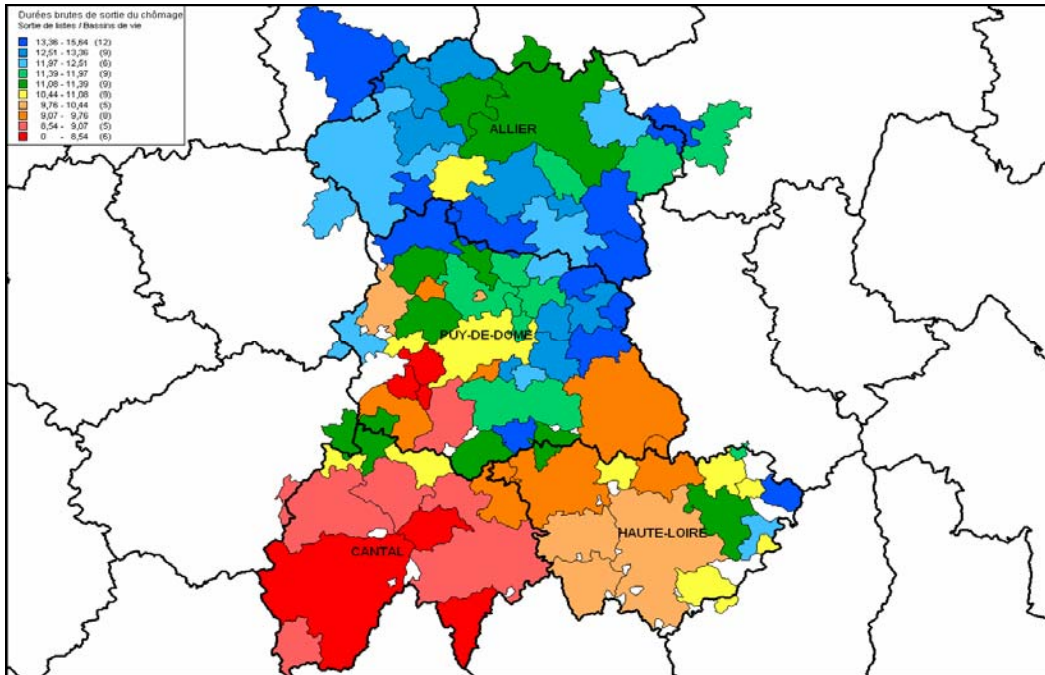 Durées brutes de sortie du chômage
Sortie de listes / Bassins de vie
13,36 - 15,64 (12)
12,51 - 13,36 (9)
11,97 - 12,51 (6)
11,39 - 11,97 (9)
11,08 - 11,39 (9)
10,44 - 11,08 (9)
9,76 - 10,44 (5)
9,07 - 9,76 (8)
8,54 - 9,07 (5)
0 - 8,54 (6)
ALLIER
PUY-DE-DOME
HAUTE-LOIRE
CANTAL